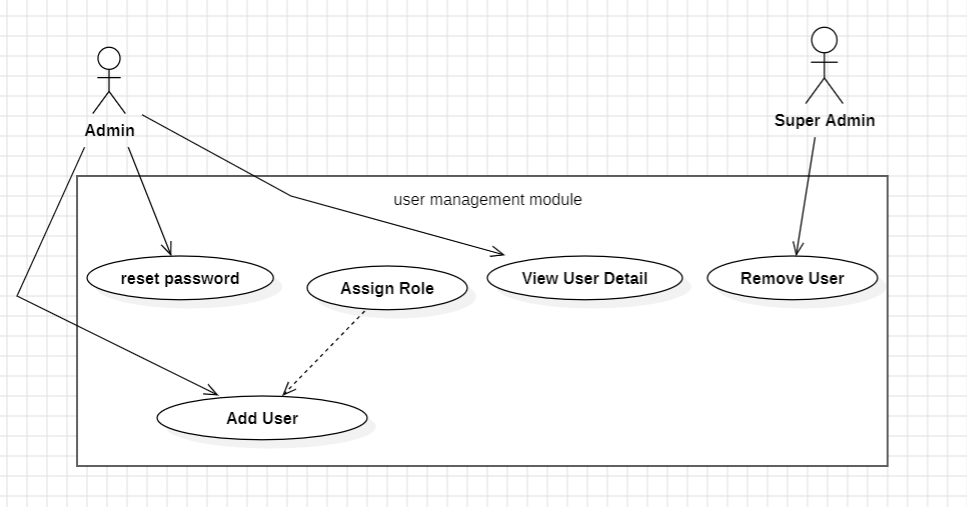 Admin
Super Admin
user management module
reset password
Assign Role
View User Detail
Remove User
Add User